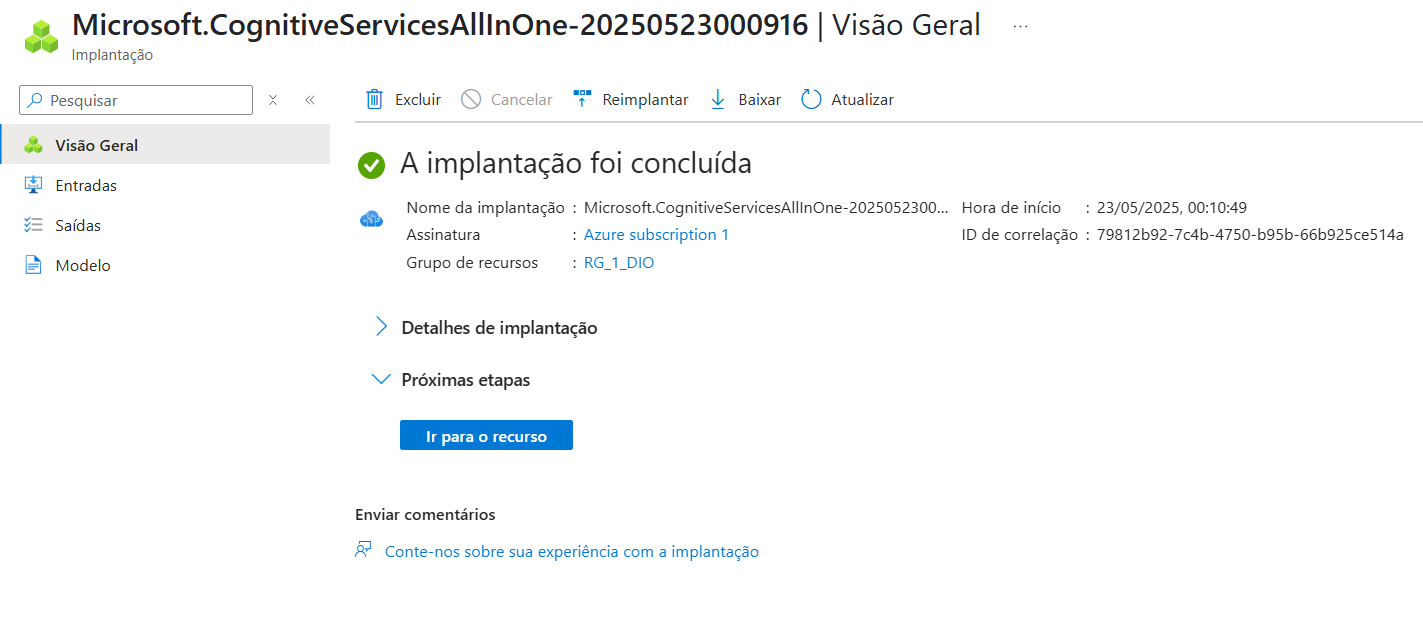 Microsoft.CognitiveServicesAllInOne-20250523000916 | Visão Geral ...
Implantação
Pesquisar
Excluir Cancelar Reimplantar Baixar Atualizar
Visão Geral
Entradas
Saídas
Modelo
A implantação foi concluída
Nome da implantação : Microsoft.CognitiveServicesAllInOne-2025052300... Hora de início : 23/05/2025, 00:10:49
Assinatura : Azure subscription 1 ID de correlação : 79812b92-7c4b-4750-b95b-66b925ce514a
Grupo de recursos : RG_1_DIO
Detalhes de implantação
Próximas etapas
Ir para o recurso
Enviar comentários
Conte-nos sobre sua experiência com a implantação